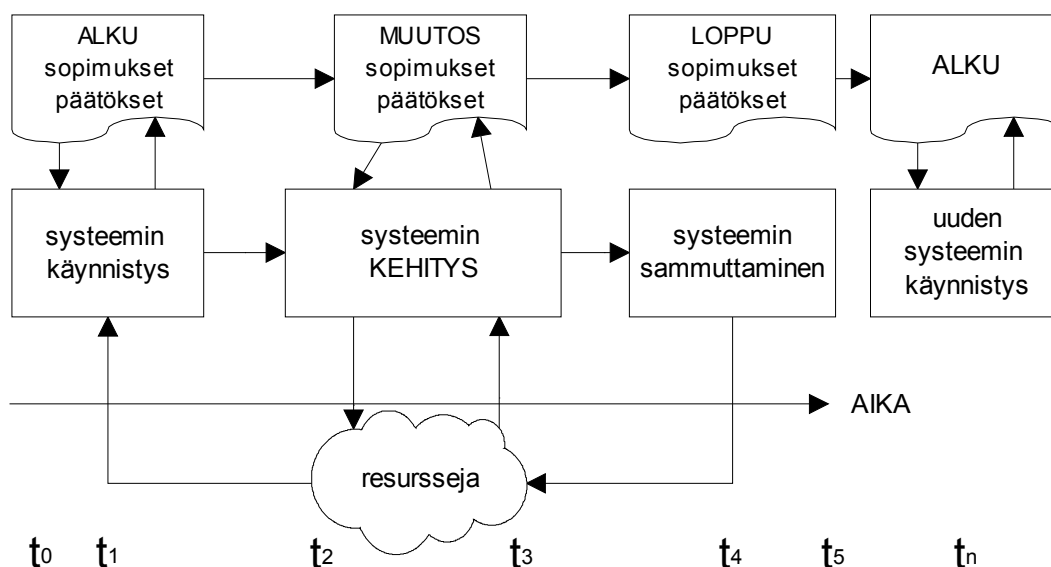 ALKU
sopimukset
päätökset
MUUTOS
sopimukset
päätökset
LOPPU
sopimukset
päätökset
ALKU
systeemin
käynnistys
systeemin
KEHITYS
systeemin
sammuttaminen
uuden
systeemin
käynnistys
AIKA
resursseja
t0 t1 t2 t3 t4 t5 tn